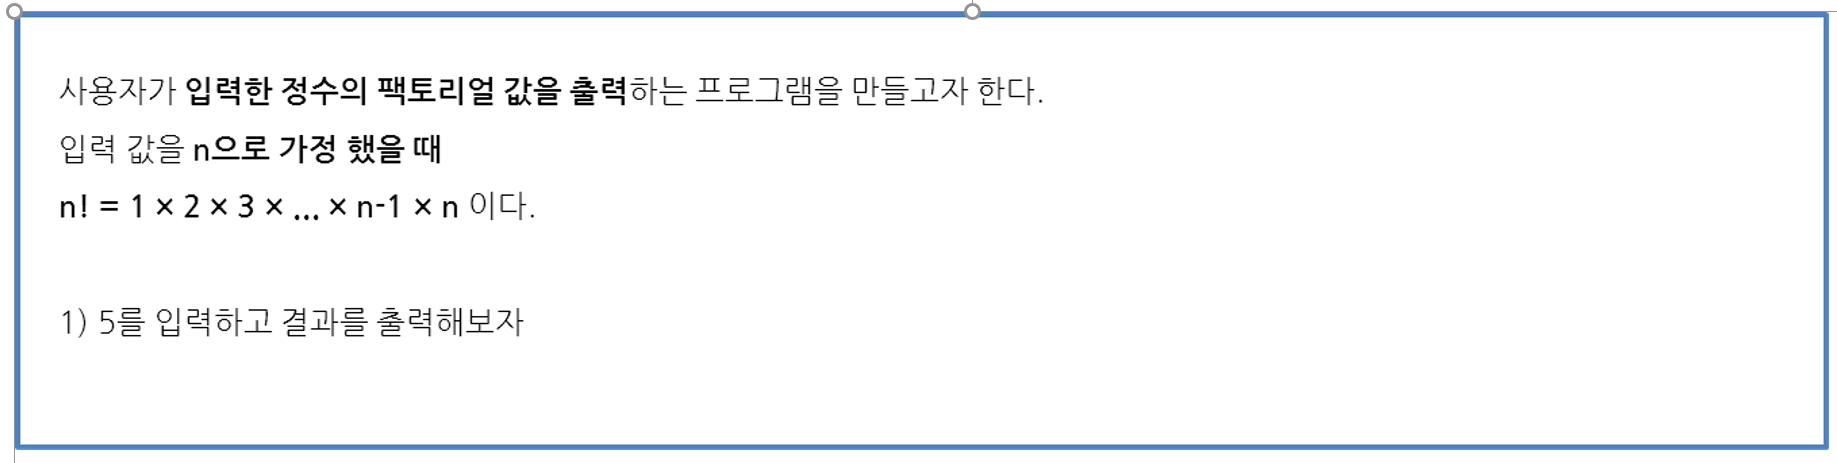 사용자가 입력한 정수의 팩토리얼 값을 출력하는 프로그램을 만들고자 한다.
입력 값을 n으로 가정 했을 때
n! = 1 × 2 × 3 × ... × n-1 × n 이다.
1) 5를 입력하고 결과를 출력해보자